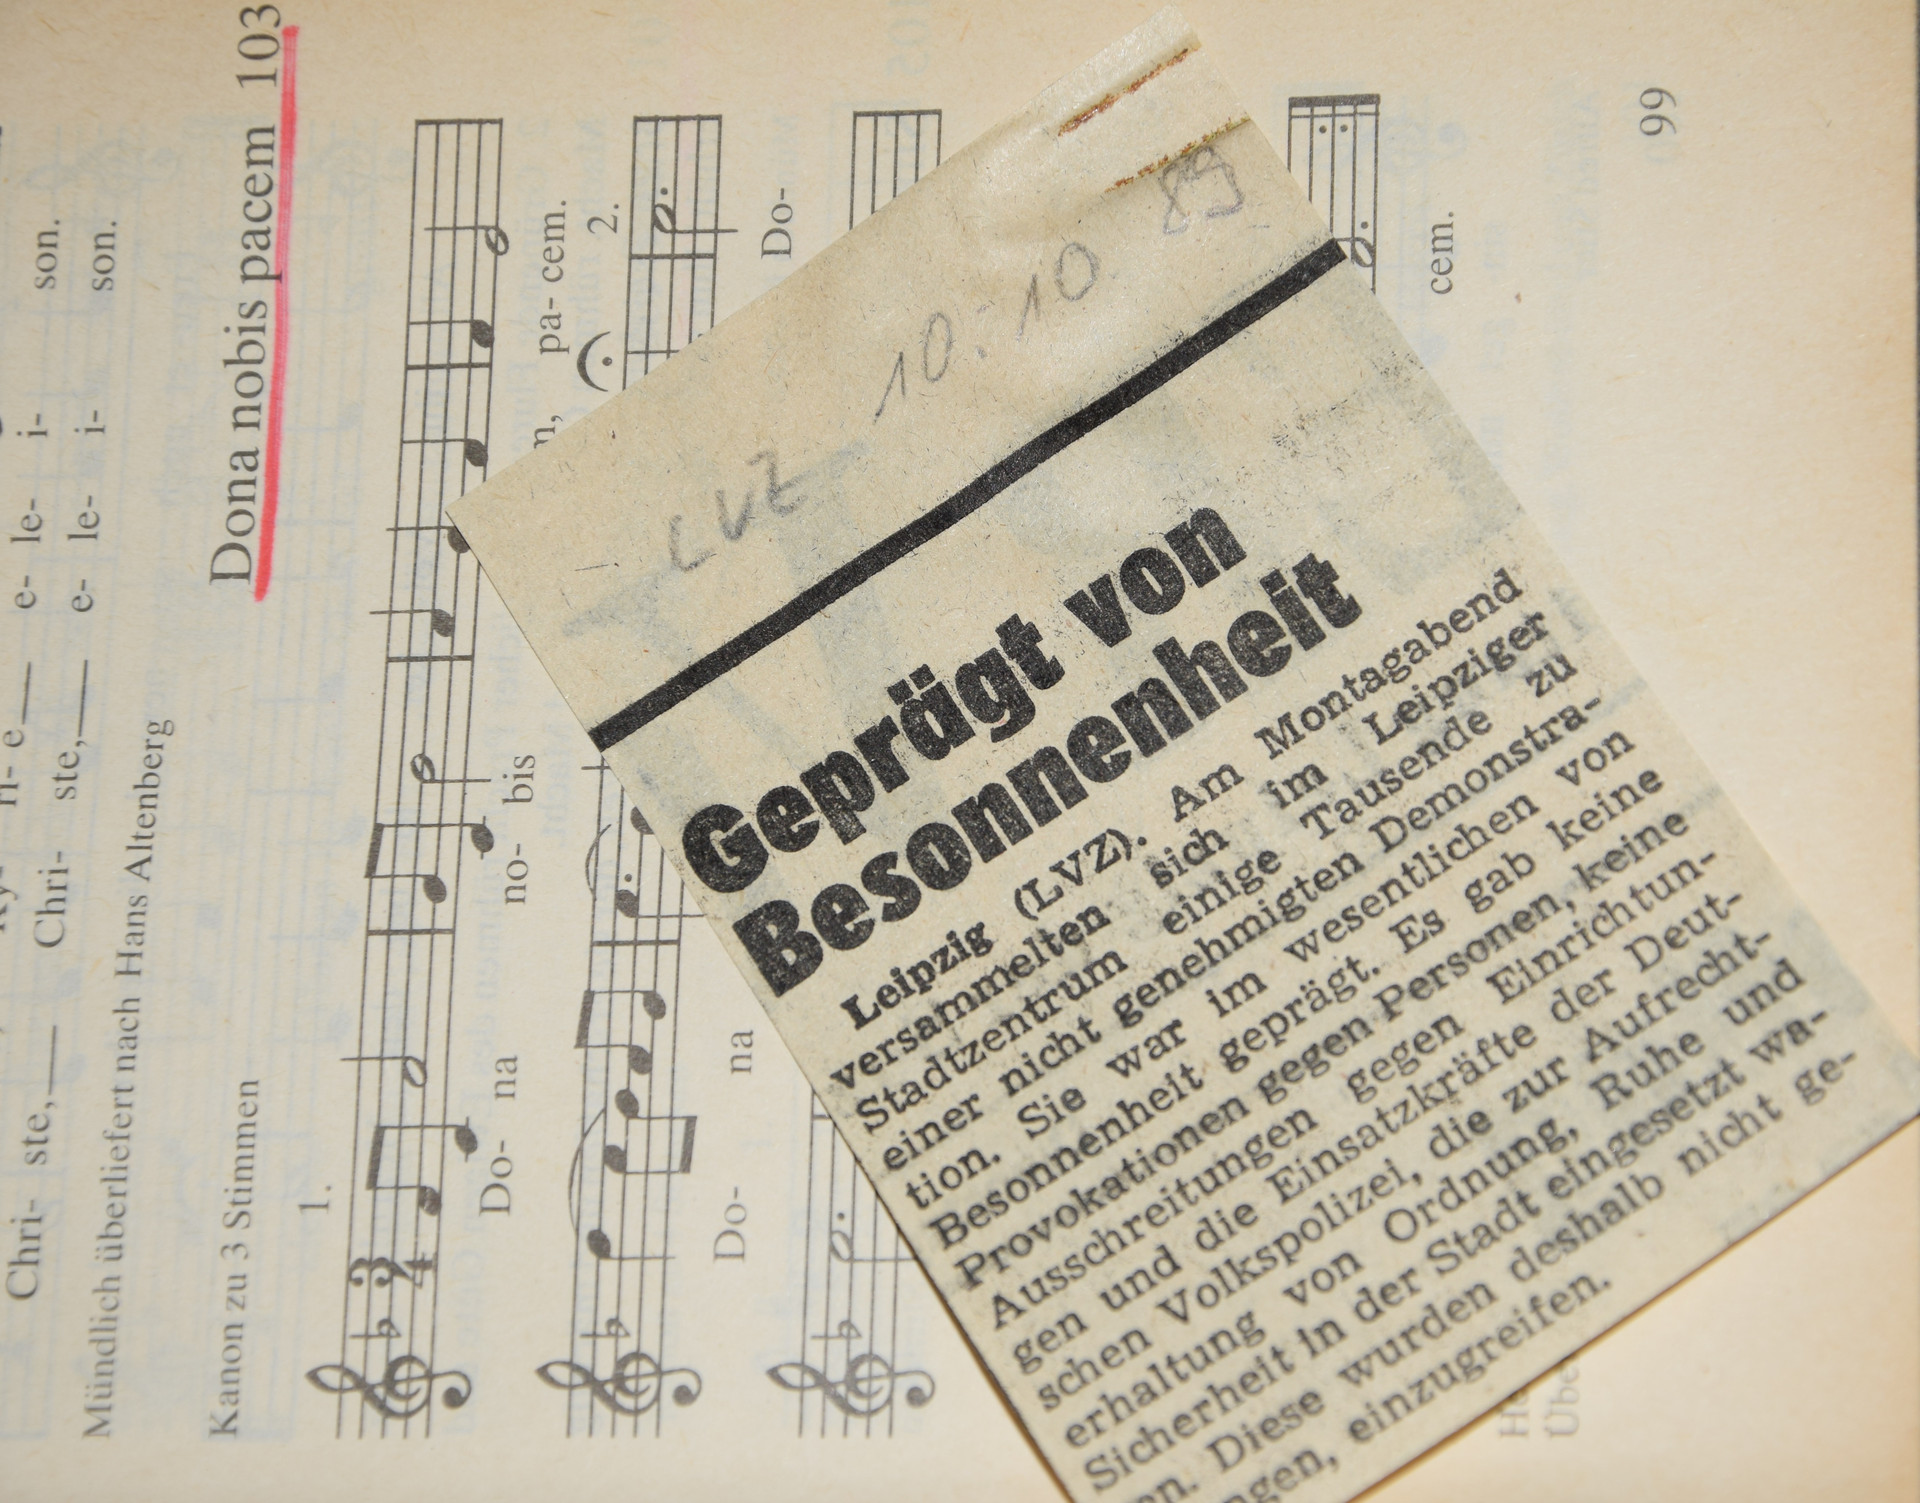 son.
i-
le-
e-
ri- e
son.
i-
le-
e-
ste,
Chri-
Chri- ste,
Mündlich überliefert nach Hans Altenberg
Dona nobis pacem 103
Kanon zu 3 Stimmen
1.
3
4
Do- na no- bis
pa- cem.
2.
Do- na
Do-
cem.
99
LVZ 10.10 89
Geprägt von
Besonnenheit
Leipzig (LVZ). Am Montagabend
versammelten sich im Leipziger
Stadtzentrum einige Tausende zu
einer nicht genehmigten Demonstra-
tion. Sie war im wesentlichen von
Besonnenheit geprägt. Es gab keine
Provokationen gegen Personen, keine
Ausschreitungen gegen Einrichtun-
gen und die Einsatzkräfte der Deut-
schen Volkspolizei, die zur Aufrecht-
erhaltung von Ordnung, Ruhe und
Sicherheit in der Stadt eingesetzt wa-
en. Diese wurden deshalb nicht ge-
ngen, einzugreifen.